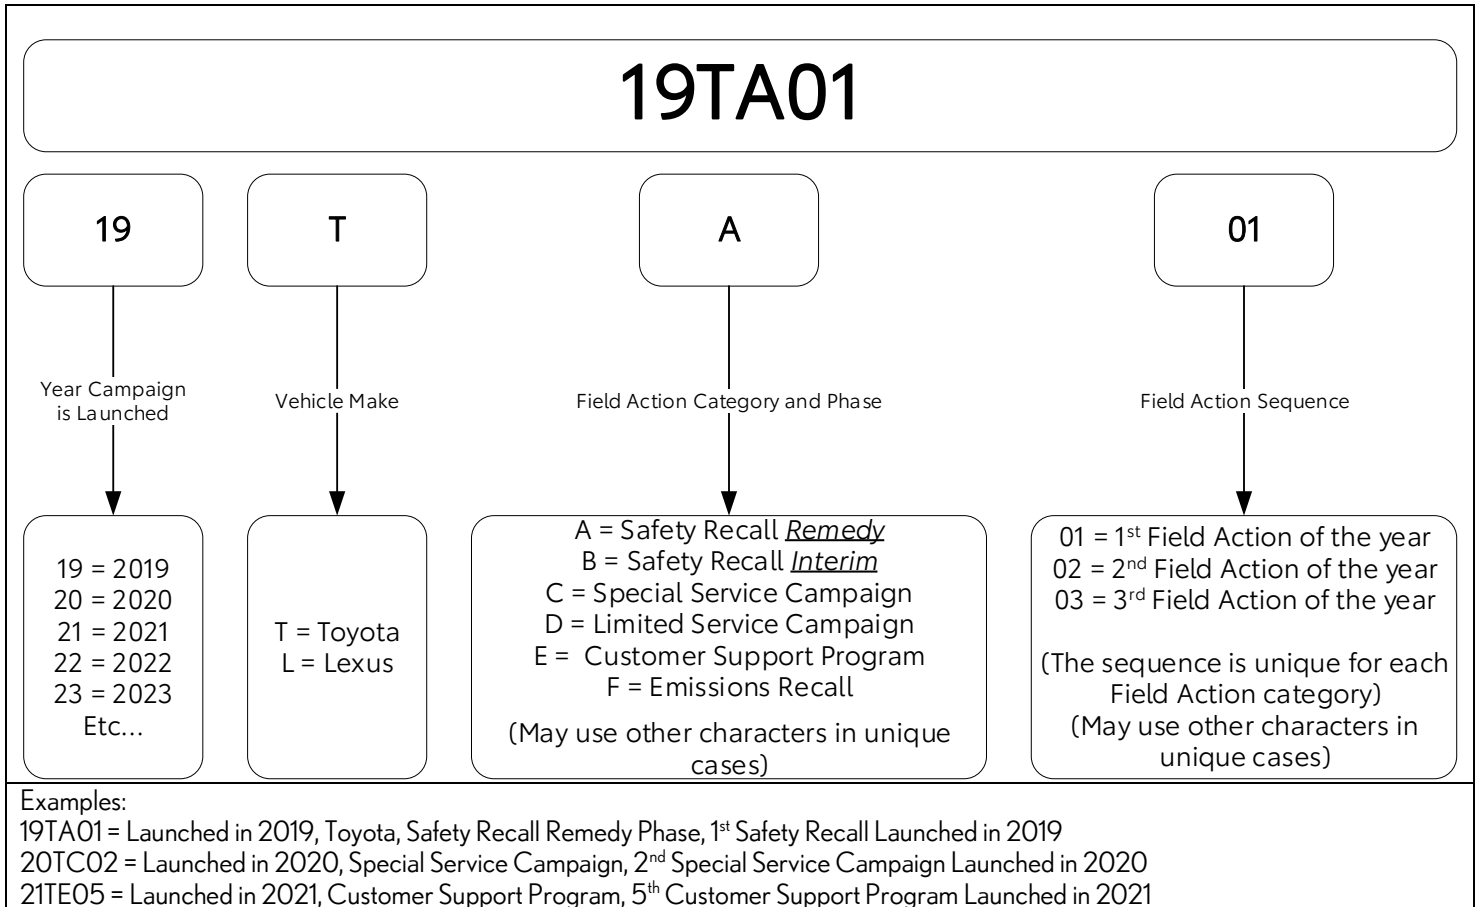 19TA01
19
T
A
01
Year Campaign
is Launched
Vehicle Make
Field Action Category and Phase
Field Action Sequence
19 = 2019
20 = 2020
21 = 2021
22 = 2022
23 = 2023
Etc...
T = Toyota
L = Lexus
A = Safety Recall Remedy
B = Safety Recall Interim
C = Special Service Campaign
D = Limited Service Campaign
E = Customer Support Program
F = Emissions Recall
(May use other characters in unique
cases)
01 = 1st Field Action of the year
02 = 2nd Field Action of the year
03 = 3rd Field Action of the year
(The sequence is unique for each
Field Action category)
(May use other characters in
unique cases)
Examples:
19TA01 = Launched in 2019, Toyota, Safety Recall Remedy Phase, 1st Safety Recall Launched in 2019
20TC02 = Launched in 2020, Special Service Campaign, 2nd Special Service Campaign Launched in 2020
21TE05 = Launched in 2021, Customer Support Program, 5th Customer Support Program Launched in 2021